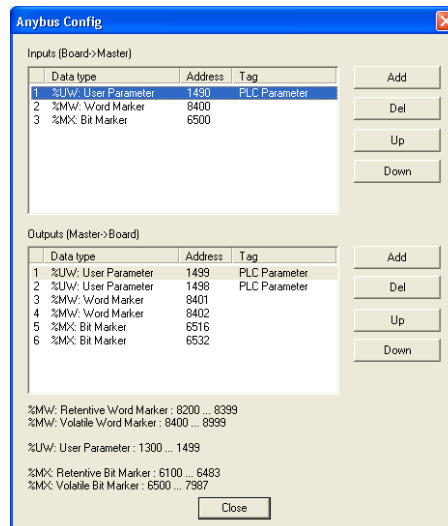 Anybus Config
Inputs (Board->Master)
Data type Address Tag
1 %UW: User Parameter 1490 PLC Parameter
2 %MW: Word Marker 8400
3 %MX: Bit Marker 6500
Add
Del
Up
Down
Outputs (Master->Board)
Data type Address Tag
1 %UW: User Parameter 1499 PLC Parameter
2 %UW: User Parameter 1498 PLC Parameter
3 %MW: Word Marker 8401
4 %MW: Word Marker 8402
5 %MX: Bit Marker 6516
6 %MX: Bit Marker 6532
Add
Del
Up
Down
%MW: Retentive Word Marker : 8200 ... 8399
%MW: Volatile Word Marker : 8400 ... 8999
%UW: User Parameter : 1300 ... 1499
%MX: Retentive Bit Marker : 6100 ... 6483
%MX: Volatile Bit Marker : 6500 ... 7987
Close